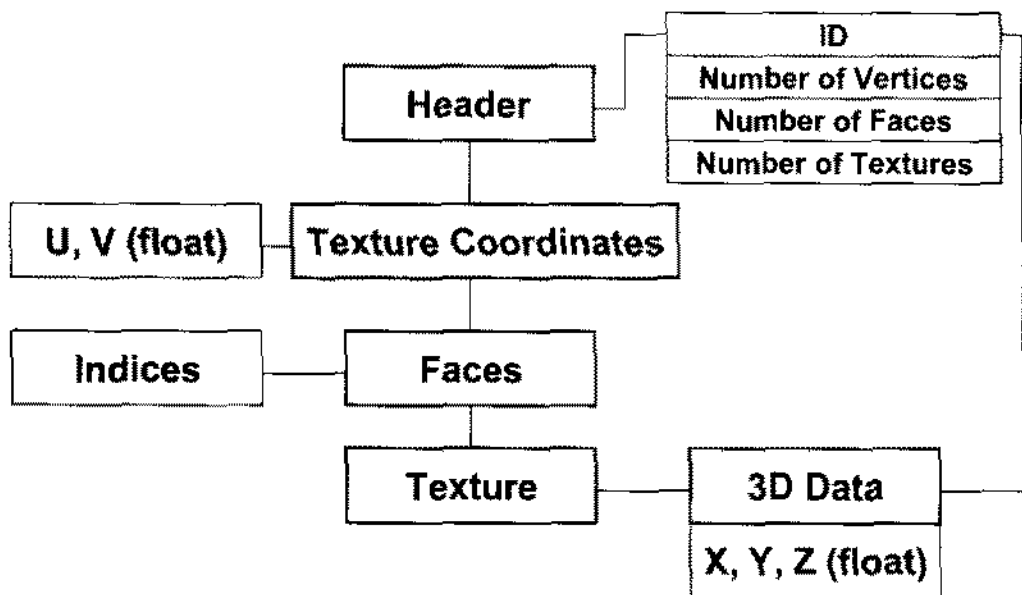 ID
Header
Number of Vertices
Number of Faces
Number of Textures
U, V (float)
Texture Coordinates
Indices
Faces
Texture
3D Data
X, Y, Z (float)